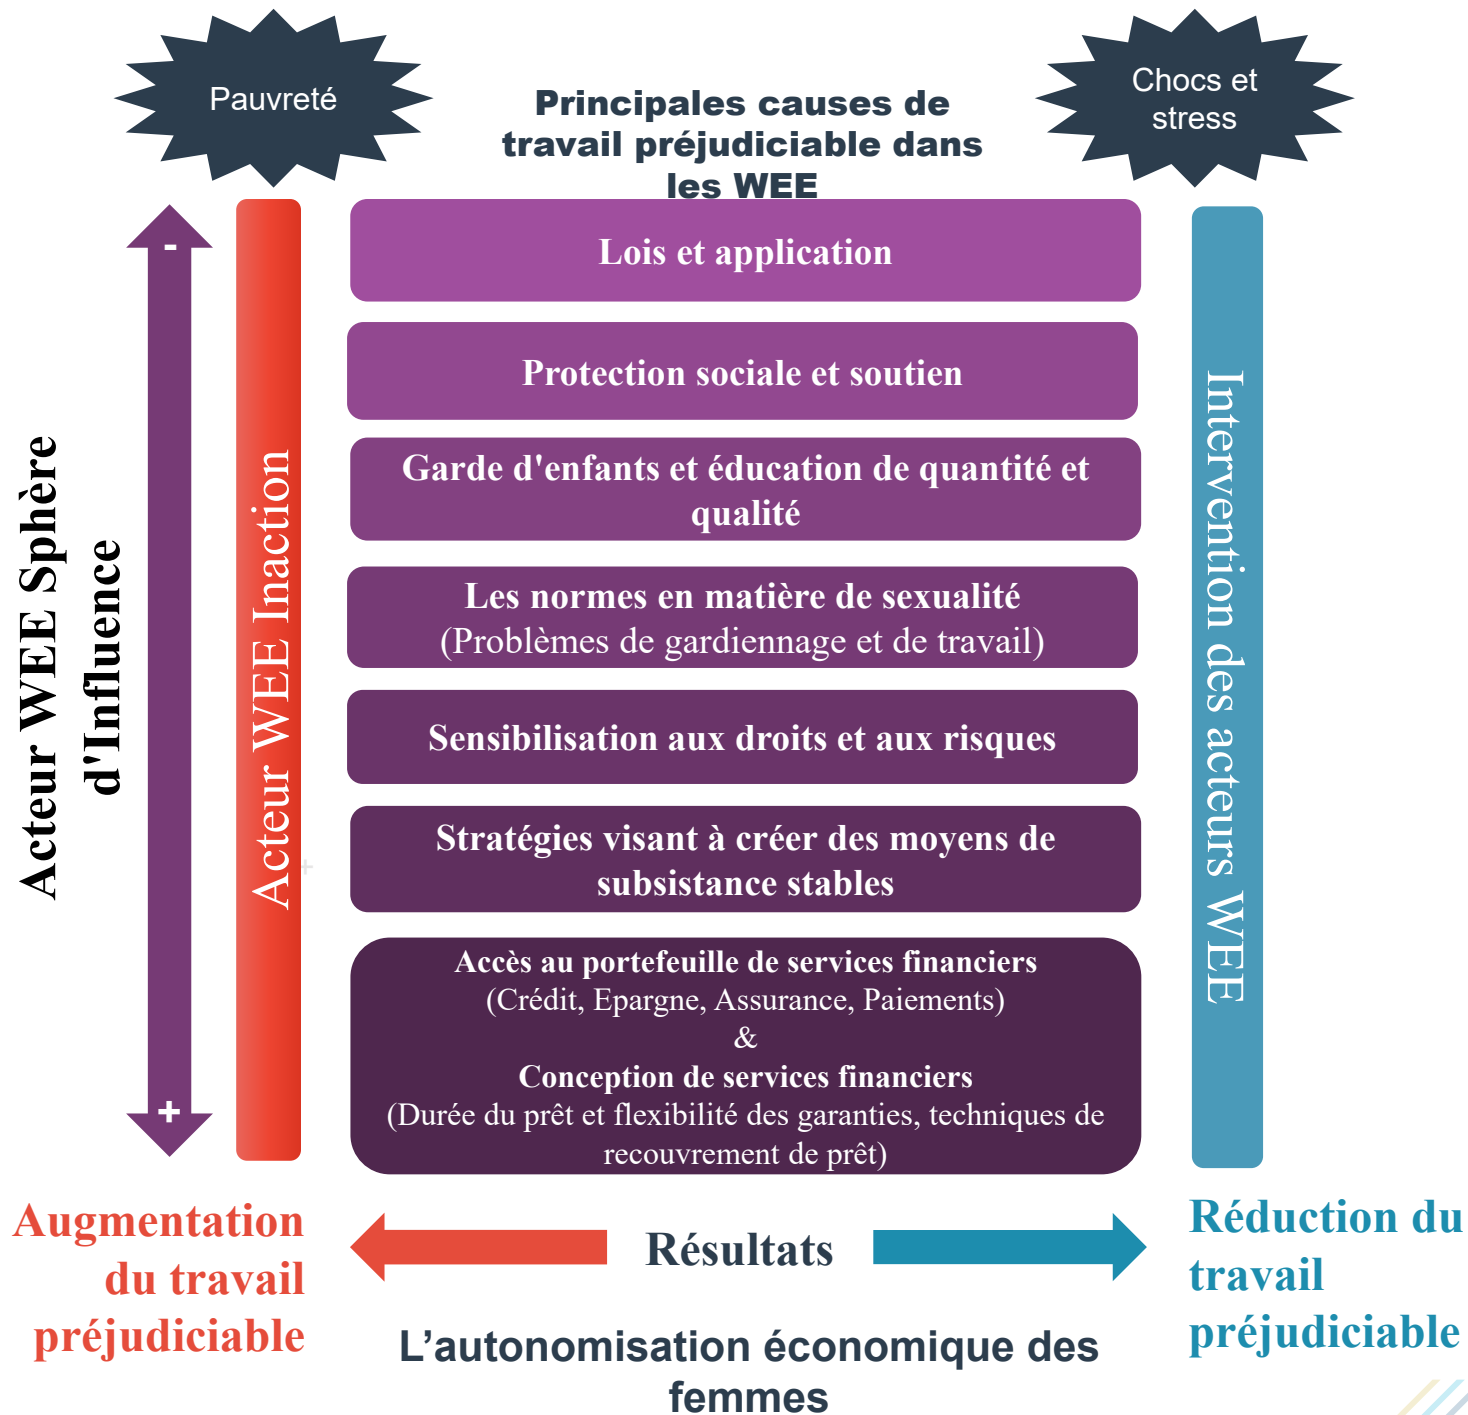 Pauvreté
Principales causes de
travail préjudiciable dans
les WEE
Chocs et
stress
-
+
Acteur WEE Sphère
d'Influence
Acteur WEE Inaction
+
Lois et application
Protection sociale et soutien
Garde d'enfants et éducation de quantité et
qualité
Les normes en matière de sexualité
(Problèmes de gardiennage et de travail)
Sensibilisation aux droits et aux risques
Stratégies visant à créer des moyens de
subsistance stables
Accès au portefeuille de services financiers
(Crédit, Epargne, Assurance, Paiements)
&
Conception de services financiers
(Durée du prêt et flexibilité des garanties, techniques de
recouvrement de prêt)
Intervention des acteurs WEE
Augmentation
du travail
préjudiciable
Résultats
Réduction du
travail
préjudiciable
L’autonomisation économique des
femmes